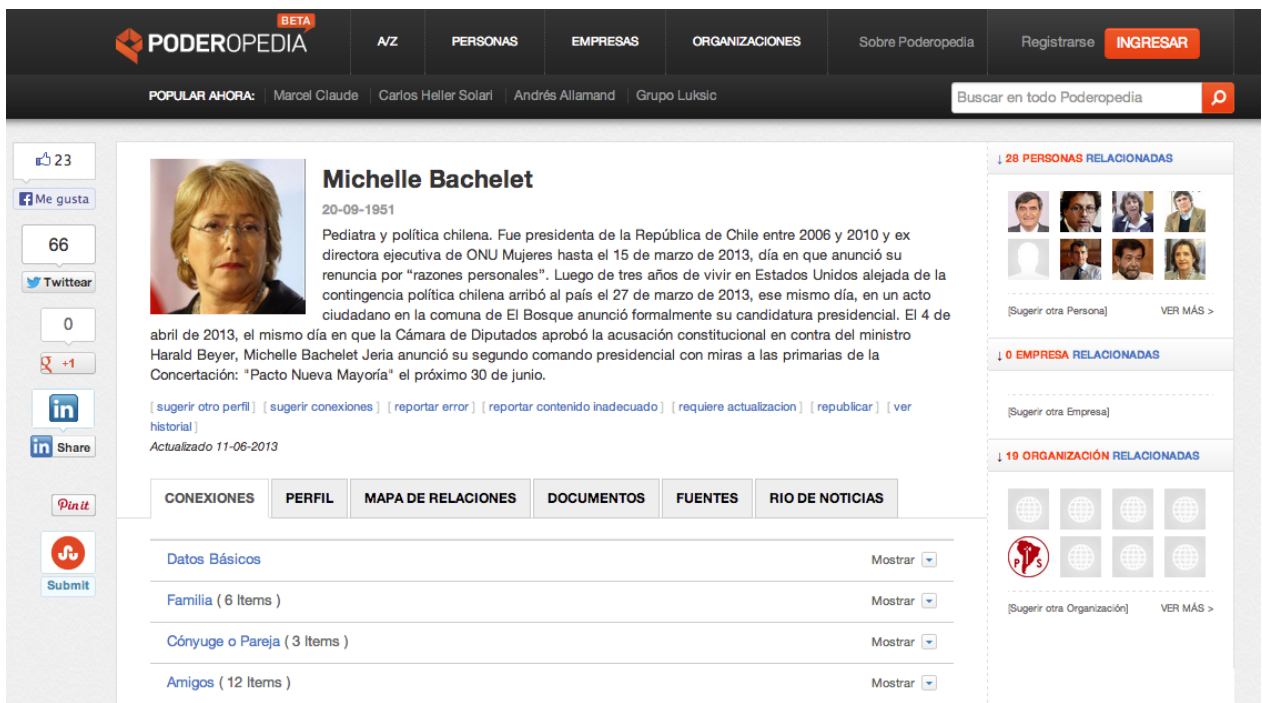 BETA
PODEROPEDIA
A/Z
PERSONAS
EMPRESAS
ORGANIZACIONES
Sobre Poderopedia
Registrarse
INGRESAR
POPULAR AHORA: Marcel Claude Carlos Heller Solari Andrés Allamand Grupo Luksic
Buscar en todo Poderopedia
23
Me gusta
66
Twittear
0
+1
in
in Share
Pin it
Submit
Michelle Bachelet
20-09-1951
Pediatra y política chilena. Fue presidenta de la República de Chile entre 2006 y 2010 y ex
directora ejecutiva de ONU Mujeres hasta el 15 de marzo de 2013, día en que anunció su
renuncia por “razones personales”. Luego de tres años de vivir en Estados Unidos alejada de la
contingencia política chilena arribó al país el 27 de marzo de 2013, ese mismo día, en un acto
ciudadano en la comuna de El Bosque anunció formalmente su candidatura presidencial. El 4 de
abril de 2013, el mismo día en que la Cámara de Diputados aprobó la acusación constitucional en contra del ministro
Harald Beyer, Michelle Bachelet Jeria anunció su segundo comando presidencial con miras a las primarias de la
Concertación: "Pacto Nueva Mayoría" el próximo 30 de junio.
[ sugerir otro perfil ] [ sugerir conexiones ] [ reportar error ] [ reportar contenido inadecuado ] [ requiere actualizacion ] [ republicar ] [ ver
historial ]
Actualizado 11-06-2013
CONEXIONES
PERFIL
MAPA DE RELACIONES
DOCUMENTOS
FUENTES
RIO DE NOTICIAS
Datos Básicos Mostrar
Familia ( 6 Items ) Mostrar
Cónyuge o Pareja ( 3 Items ) Mostrar
Amigos ( 12 Items ) Mostrar
↓ 28 PERSONAS RELACIONADAS
[Sugerir otra Persona] VER MÁS >
↓ 0 EMPRESA RELACIONADAS
[Sugerir otra Empresa]
↓ 19 ORGANIZACIÓN RELACIONADAS
P S
[Sugerir otra Organización] VER MÁS >